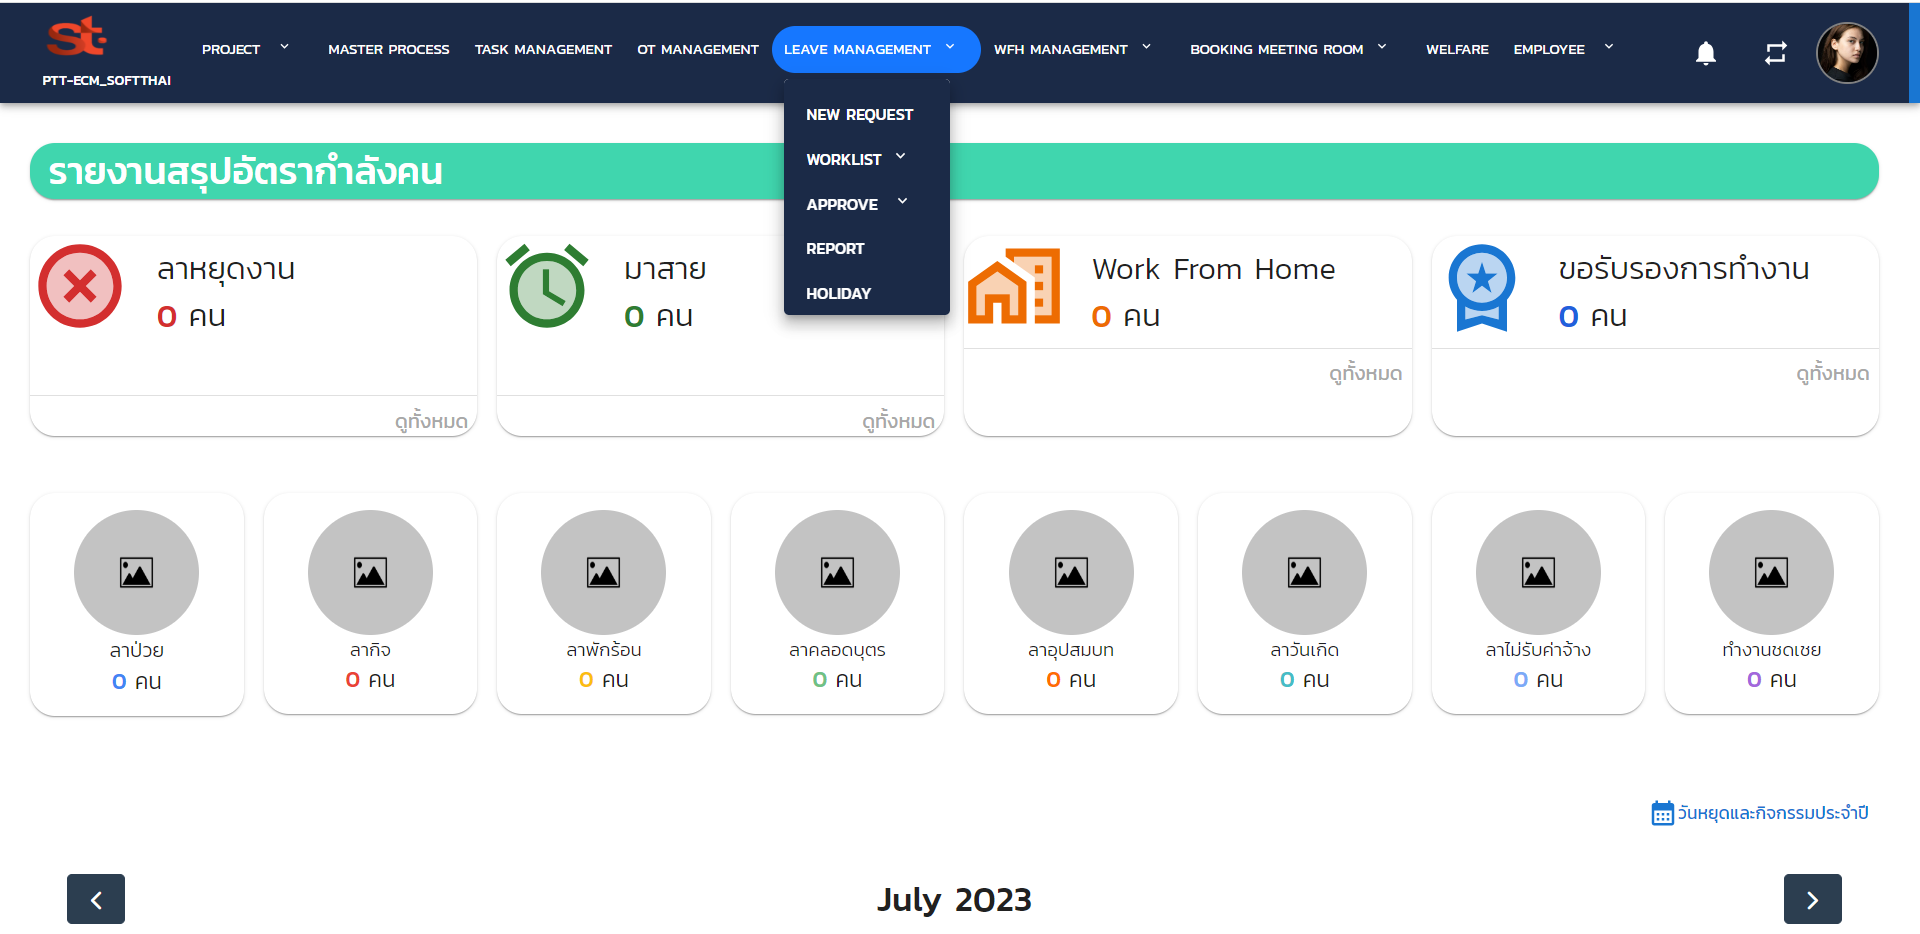 st
PTT-ECM_SOFTTHAI
PROJECT
MASTER PROCESS
TASK MANAGEMENT
OT MANAGEMENT
LEAVE MANAGEMENT
WFH MANAGEMENT
BOOKING MEETING ROOM
WELFARE
EMPLOYEE
NEW REQUEST
WORKLIST
APPROVE
REPORT
HOLIDAY
รายงานสรุปอัตรากำลังคน
ลาหยุดงาน
0 คน
ดูทั้งหมด
มาสาย
0 คน
ดูทั้งหมด
Work From Home
0 คน
ดูทั้งหมด
ขอรับรองการทำงาน
0 คน
ดูทั้งหมด
ลาป่วย
0 คน
ลากิจ
0 คน
ลาพักร้อน
0 คน
ลาคลอดบุตร
0 คน
ลาอุปสมบท
0 คน
ลาวันเกิด
0 คน
ลาไม่รับค่าจ้าง
0 คน
ทำงานชดเชย
0 คน
วันหยุดและกิจกรรมประจำปี
July 2023